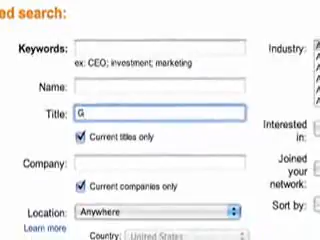 ed search:
Keywords:
ex: CEO; investment; marketing
Industry:
Name:
Title: G
Current titles only
Interested in:
Company:
Current companies only
Joined your network:
Location: Anywhere
Sort by:
Learn more
Country: United States